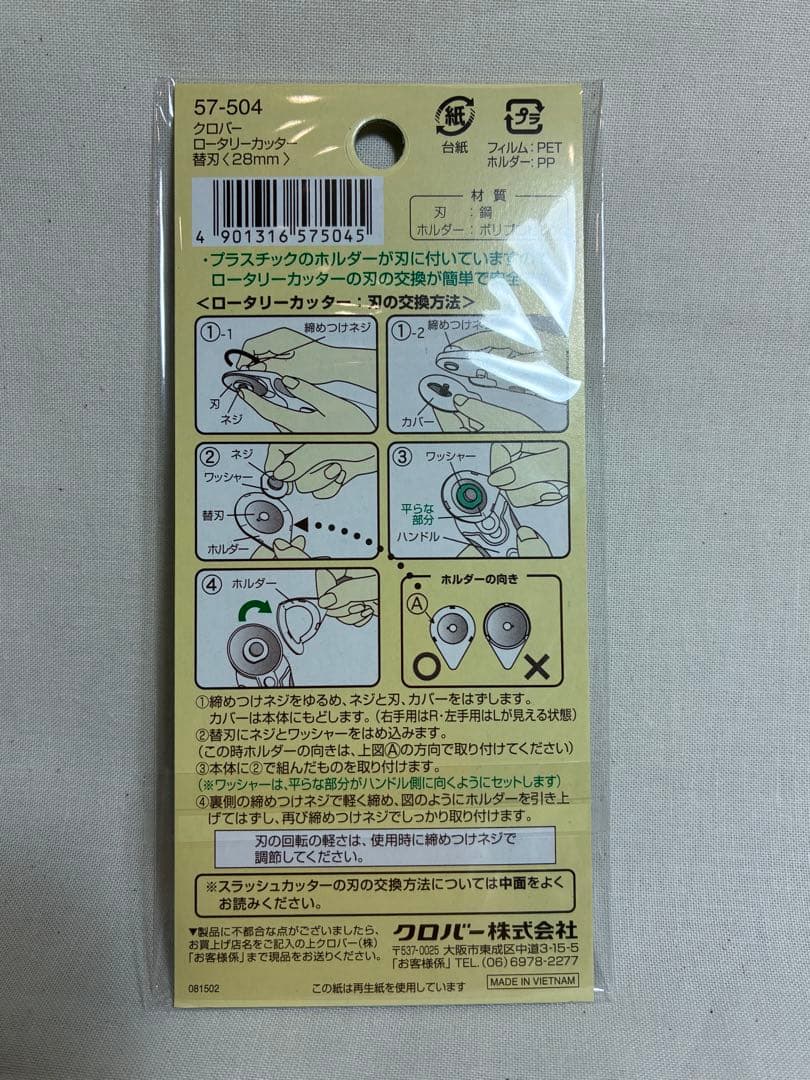 57-504
クロバー
ロータリーカッター
替刃〈28mm〉
紙
台紙
プラ
フィルム:PET
ホルダー:PP
4 901316 575045
材質
刃 :鋼
ホルダー:ポリプ
・プラスチックのホルダーが刃に付いています
ロータリーカッターの刃の交換が簡単で安全
<ロータリーカッター:刃の交換方法>
①-1
締めつけネジ
刃
ネジ
①-2
締めつけネ
カバー
②
ネジ
ワッシャー
替刃
ホルダー
③
ワッシャー
平らな
部分
ハンドル
④
ホルダー
ホルダーの向き
Ⓐ
○ ×
①締めつけネジをゆるめ、ネジと刃、カバーをはずします。
カバーは本体にもどします。(右手用はR・左手用はLが見える状態)
②替刃にネジとワッシャーをはめ込みます。
(この時ホルダーの向きは、上図Ⓐの方向で取り付けてください)
③本体に②で組んだものを取り付けます。
(※ワッシャーは、平らな部分がハンドル側に向くようにセットします)
④裏側の締めつけネジで軽く締め、図のようにホルダーを引き上
げてはずし、再び締めつけネジでしっかり取り付けます。
刃の回転の軽さは、使用時に締めつけネジで
調節してください。
※スラッシュカッターの刃の交換方法については中面をよく
お読みください。
▼製品に不都合な点がございましたら、
お買上げ店名をご記入の上クロバー(株)
「お客様係」まで現品をお送りください。
クロバー株式会社
〒537-0025 大阪市東成区中道3-15-5
「お客様係」TEL.(06)6978-2277
081502
この紙は再生紙を使用しています
MADE IN VIETNAM